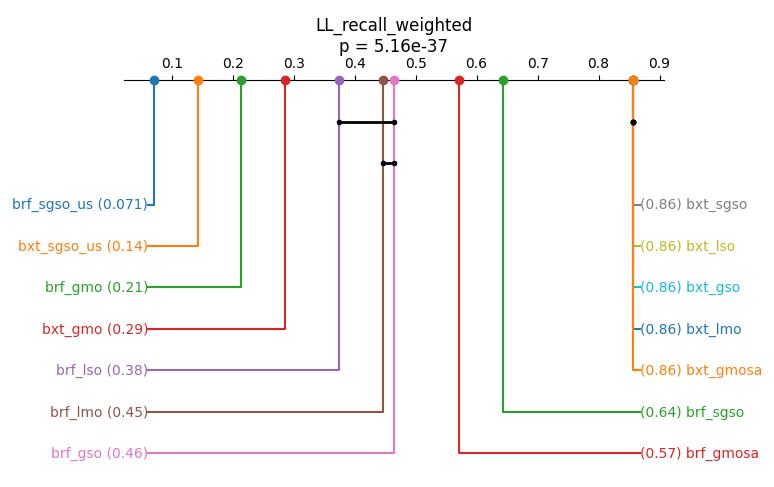 LL_recall_weighted
p = 5.16e-37
0.1 0.2 0.3 0.4 0.5 0.6 0.7 0.8 0.9
brf_sgso_us (0.071)
(0.86) bxt_sgso
bxt_sgso_us (0.14)
(0.86) bxt_lso
brf_gmo (0.21)
(0.86) bxt_gso
bxt_gmo (0.29)
(0.86) bxt_lmo
brf_lso (0.38)
(0.86) bxt_gmosa
brf_lmo (0.45)
(0.64) brf_sgso
brf_gso (0.46)
(0.57) brf_gmosa